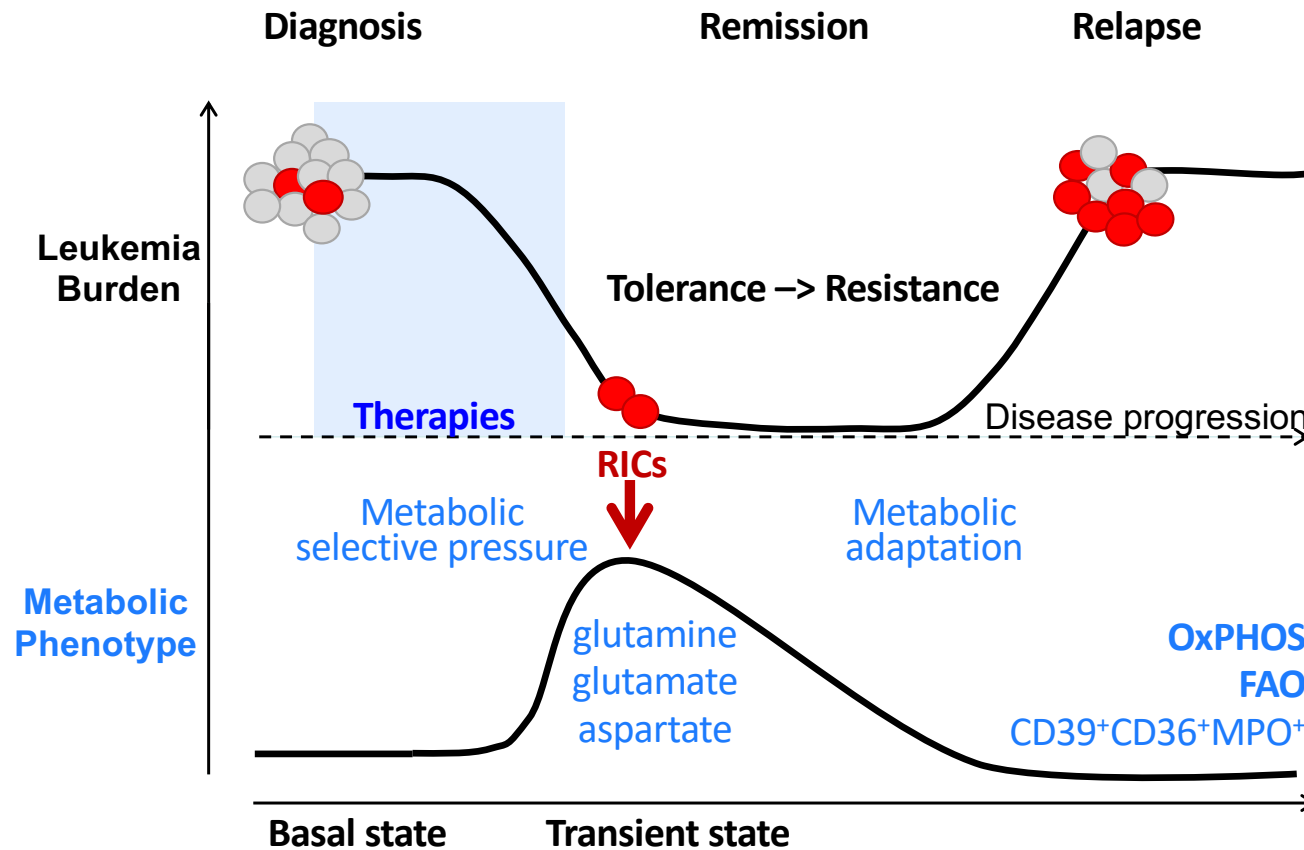 Diagnosis
Remission
Relapse
Leukemia
Burden
Tolerance –> Resistance
Therapies
Disease progression
RICs
Metabolic
selective pressure
Metabolic
adaptation
Metabolic
Phenotype
glutamine
glutamate
aspartate
OxPHOS
FAO
CD39⁺CD36⁺MPO⁺
Basal state
Transient state